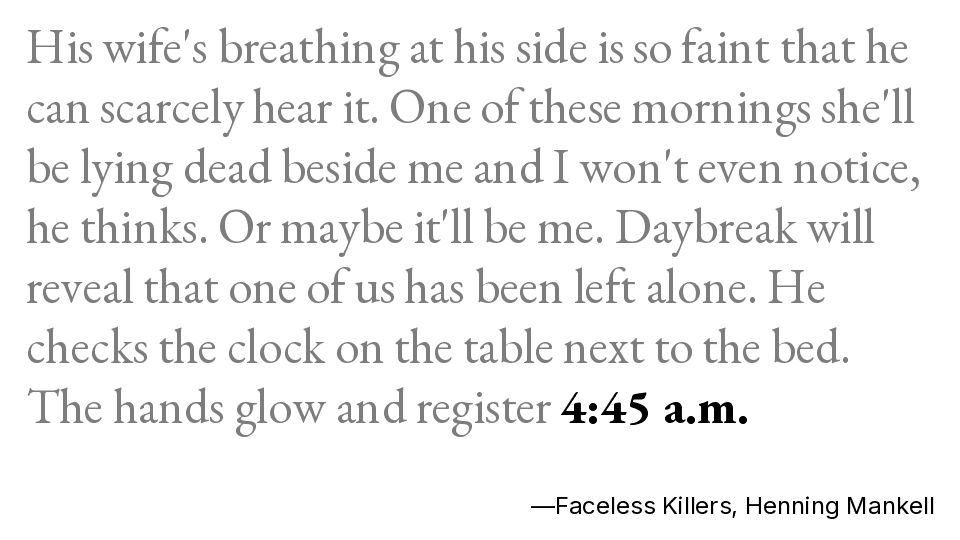 His wife's breathing at his side is so faint that he
can scarcely hear it. One of these mornings she'll
be lying dead beside me and I won't even notice,
he thinks. Or maybe it'll be me. Daybreak will
reveal that one of us has been left alone. He
checks the clock on the table next to the bed.
The hands glow and register 4:45 a.m.
—Faceless Killers, Henning Mankell